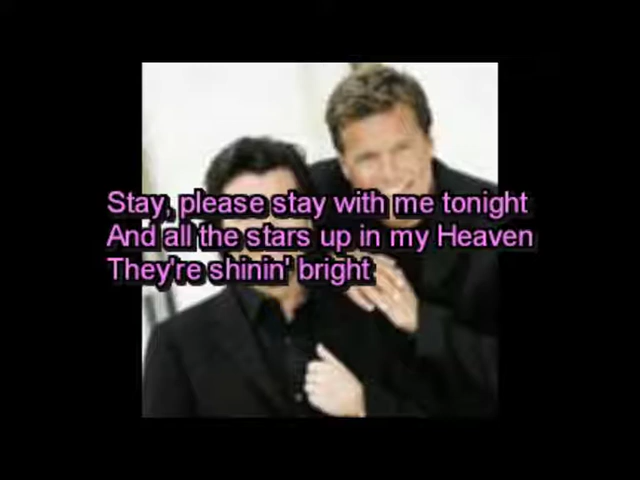 Stay, please stay with me tonight
And all the stars up in my Heaven
They're shinin' bright